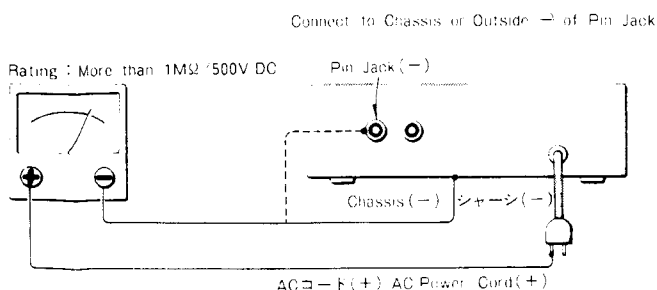 Connect to Chassis or Outside (-) of Pin Jack
Rating : More than 1MΩ/500V DC
Pin Jack (-)
Chassis (-) シャーシ (-)
ACコード (+) AC Power Cord (+)